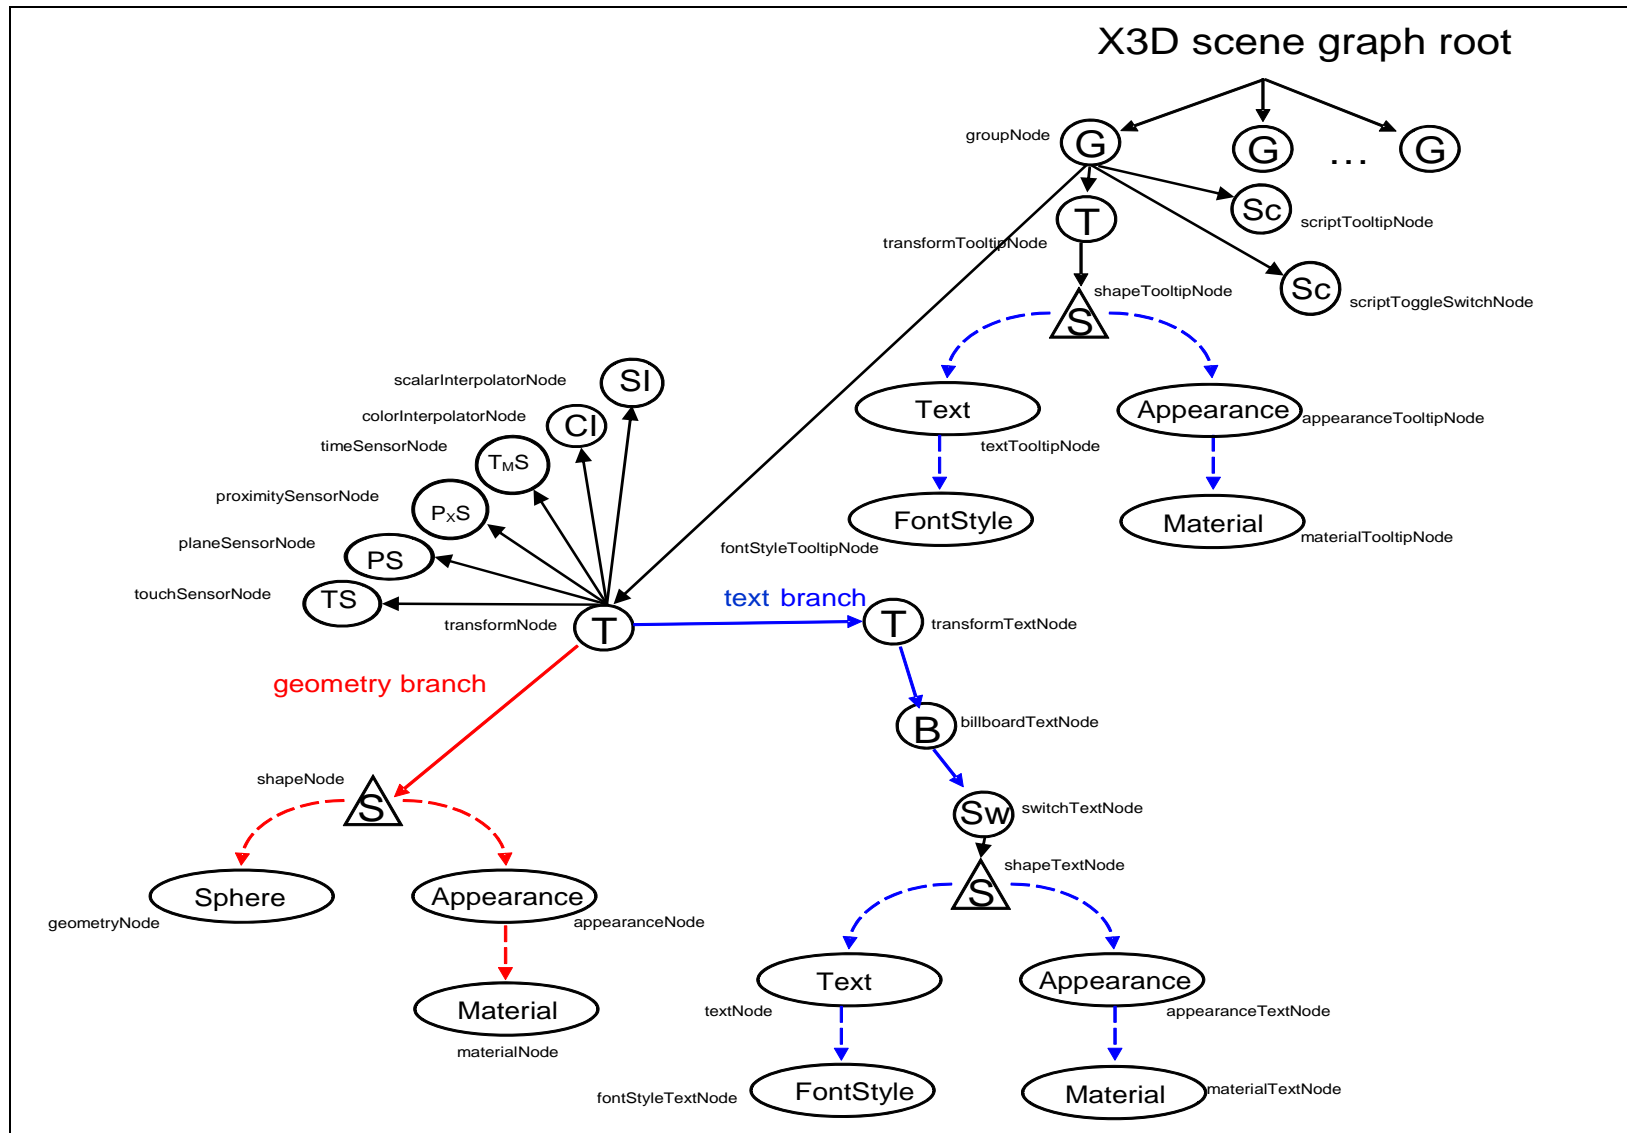 X3D scene graph root
groupNode
G
G
...
G
T
transformTooltipNode
Sc
scriptTooltipNode
Sc
scriptToggleSwitchNode
shapeTooltipNode
S
Text
textTooltipNode
Appearance
appearanceTooltipNode
FontStyle
fontStyleTooltipNode
Material
materialTooltipNode
scalarInterpolatorNode
SI
colorInterpolatorNode
CI
timeSensorNode
TMS
proximitySensorNode
PXS
planeSensorNode
PS
touchSensorNode
TS
transformNode
T
text branch
T
transformTextNode
geometry branch
B
billboardTextNode
shapeNode
S
Sw
switchTextNode
shapeTextNode
S
Sphere
geometryNode
Appearance
appearanceNode
Material
materialNode
Text
textNode
Appearance
appearanceTextNode
FontStyle
fontStyleTextNode
Material
materialTextNode